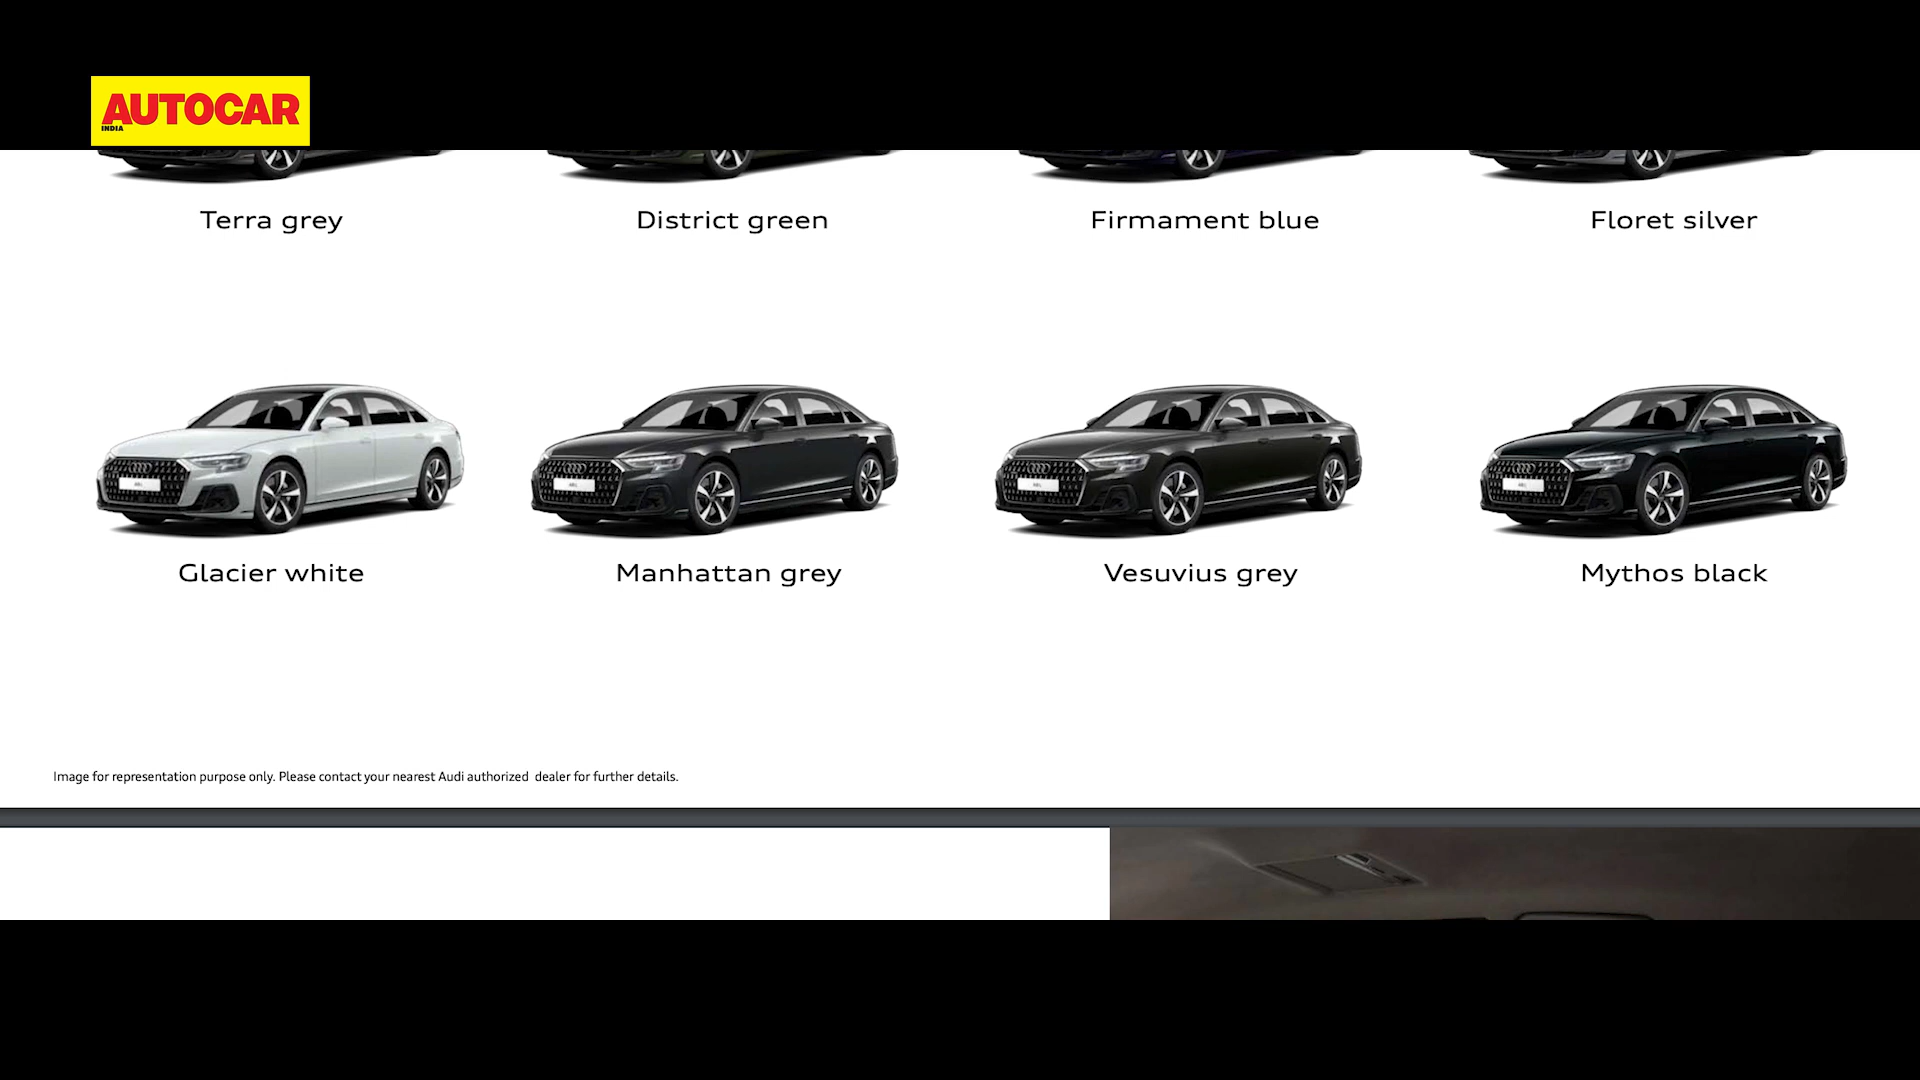 AUTOCAR
INDIA
Terra grey
District green
Firmament blue
Floret silver
Glacier white
Manhattan grey
Vesuvius grey
Mythos black
Image for representation purpose only. Please contact your nearest Audi authorized dealer for further details.